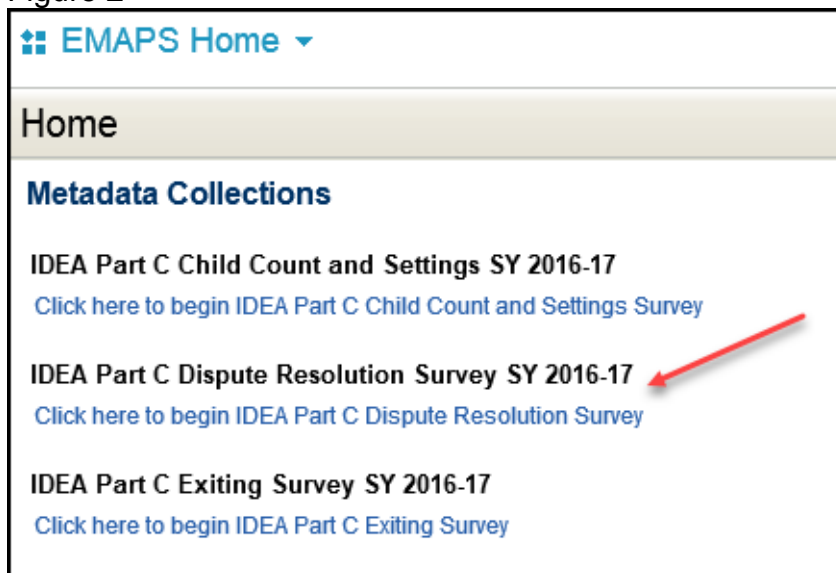 Figure 2
EMAPS Home
Home
Metadata Collections
IDEA Part C Child Count and Settings SY 2016-17
Click here to begin IDEA Part C Child Count and Settings Survey
IDEA Part C Dispute Resolution Survey SY 2016-17
Click here to begin IDEA Part C Dispute Resolution Survey
IDEA Part C Exiting Survey SY 2016-17
Click here to begin IDEA Part C Exiting Survey